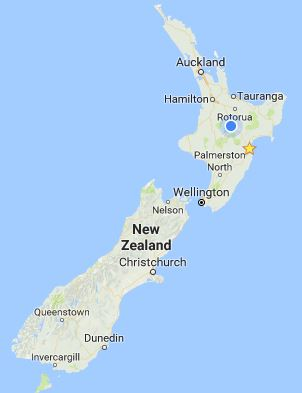 Auckland
Tauranga
Hamilton
Rotorua
Palmerston
North
Wellington
Nelson
New
Zealand
Christchurch
Queenstown
Dunedin
Invercargill